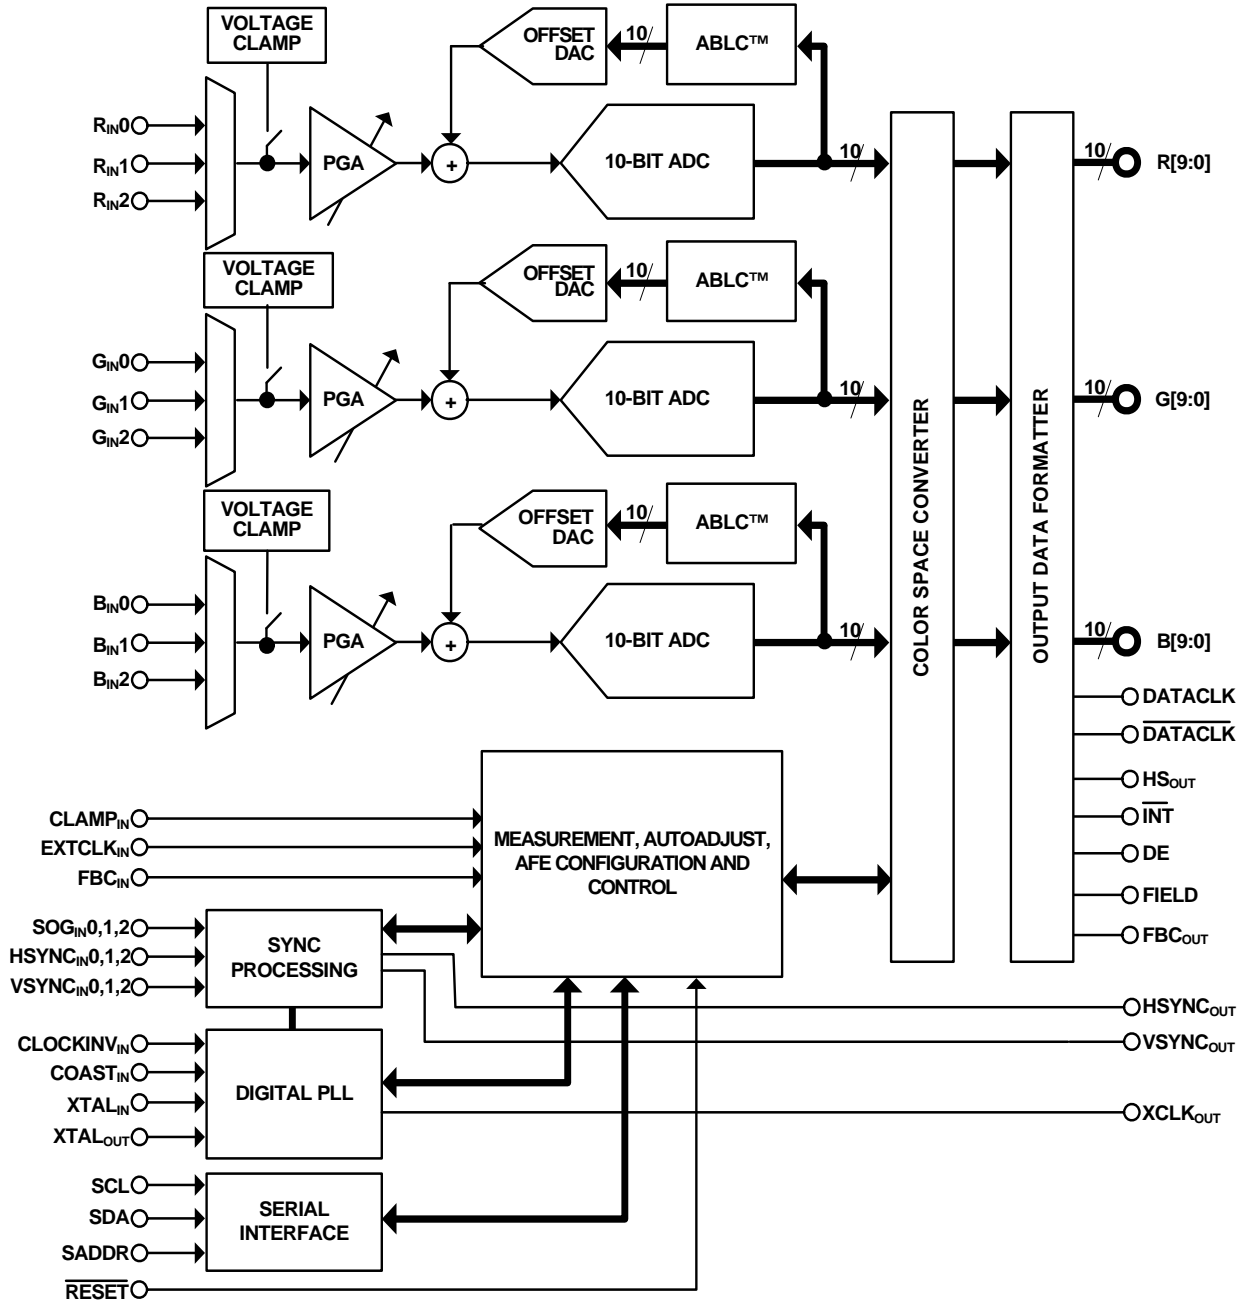 VOLTAGE
CLAMP
OFFSET
DAC
10
ABLC™
R_IN0
R_IN1
R_IN2
PGA
+
10-BIT ADC
10
10
R[9:0]
VOLTAGE
CLAMP
OFFSET
DAC
10
ABLC™
G_IN0
G_IN1
G_IN2
PGA
+
10-BIT ADC
10
10
G[9:0]
VOLTAGE
CLAMP
OFFSET
DAC
10
ABLC™
B_IN0
B_IN1
B_IN2
PGA
+
10-BIT ADC
10
10
B[9:0]
COLOR SPACE CONVERTER
OUTPUT DATA FORMATTER
DATACLK
DATACLK
HS_OUT
INT
DE
FIELD
FBC_OUT
CLAMP_IN
EXTCLK_IN
FBC_IN
MEASUREMENT, AUTOADJUST,
AFE CONFIGURATION AND
CONTROL
SOG_IN0,1,2
HSYNC_IN0,1,2
VSYNC_IN0,1,2
SYNC
PROCESSING
HSYNC_OUT
VSYNC_OUT
CLOCKINV_IN
COAST_IN
XTAL_IN
XTAL_OUT
DIGITAL PLL
XCLK_OUT
SCL
SDA
SADDR
SERIAL
INTERFACE
RESET